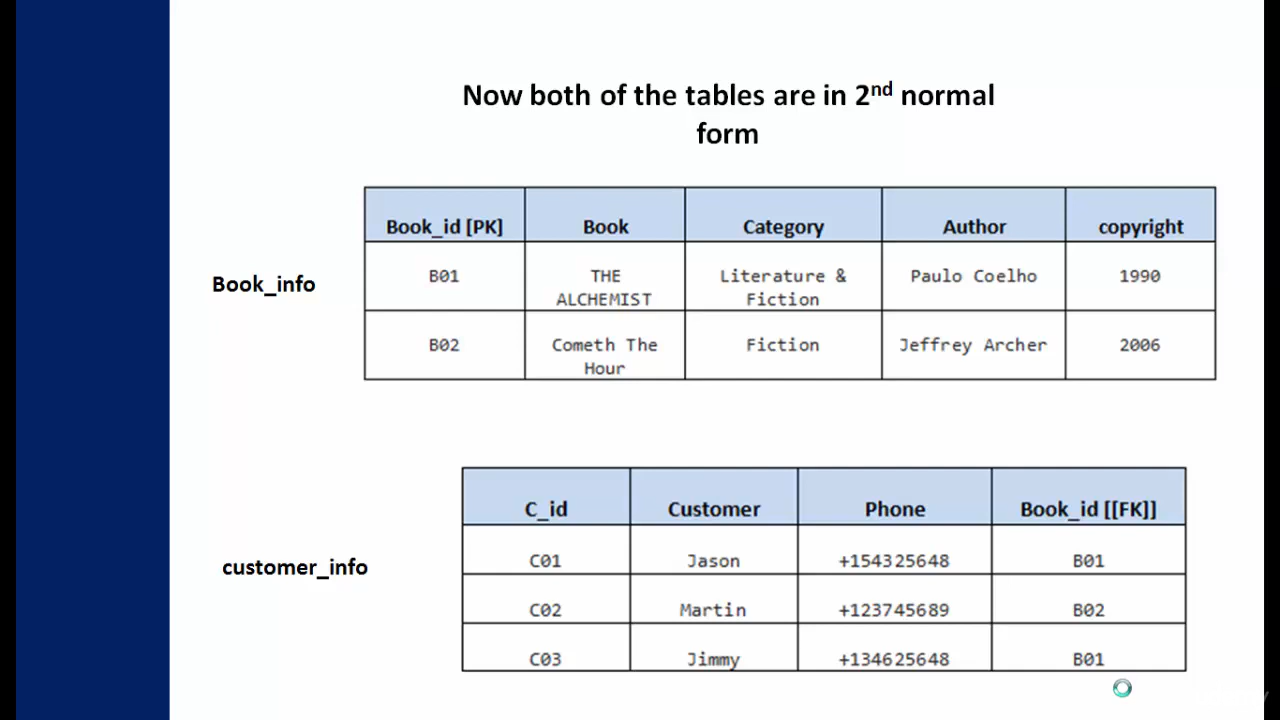 Now both of the tables are in 2nd normal
form
Book_info
Book_id [PK] Book Category Author copyright
B01 THE ALCHEMIST Literature & Fiction Paulo Coelho 1990
B02 Cometh The Hour Fiction Jeffrey Archer 2006
customer_info
C_id Customer Phone Book_id [[FK]]
C01 Jason +154325648 B01
C02 Martin +123745689 B02
C03 Jimmy +134625648 B01